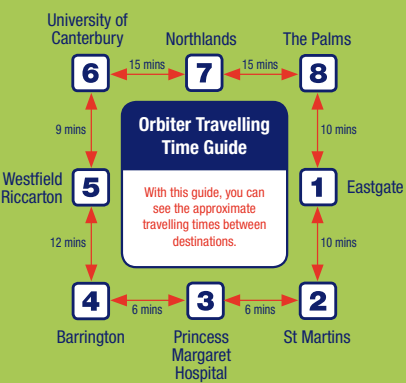 University of
Canterbury
Northlands
The Palms
6
15 mins
7
15 mins
8
9 mins
Orbiter Travelling
Time Guide
10 mins
Westfield
Riccarton
5
With this guide, you can
see the approximate
travelling times between
destinations.
1
Eastgate
12 mins
10 mins
4
6 mins
3
6 mins
2
Barrington
Princess
Margaret
Hospital
St Martins